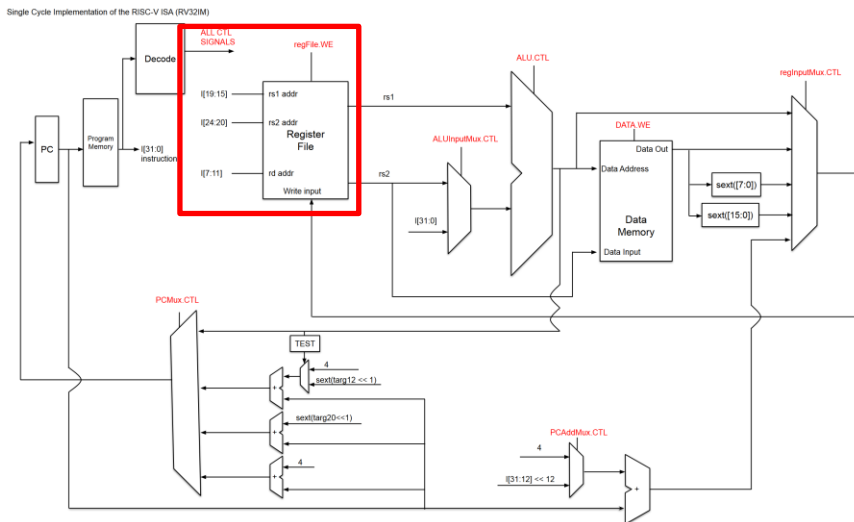 Single Cycle Implementation of the RISC-V ISA (RV32IM)
ALL CTL
SIGNALS
Decode
regFile.WE
ALU.CTL
regInputMux.CTL
I[19:15]
rs1 addr
rs1
I[24:20]
rs2 addr
Register
File
ALUInputMux.CTL
DATA.WE
PC
Program
Memory
I[31:0]
instruction
Data Out
Data Address
I[7:11]
rd addr
rs2
Write input
sext([7:0])
I[31:0]
sext([15:0])
Data
Memory
Data Input
PCMux.CTL
TEST
4
sext(targ12 << 1)
+
sext(targ20<<1)
+
PCAddMux.CTL
4
4
+
I[31:12] << 12
+